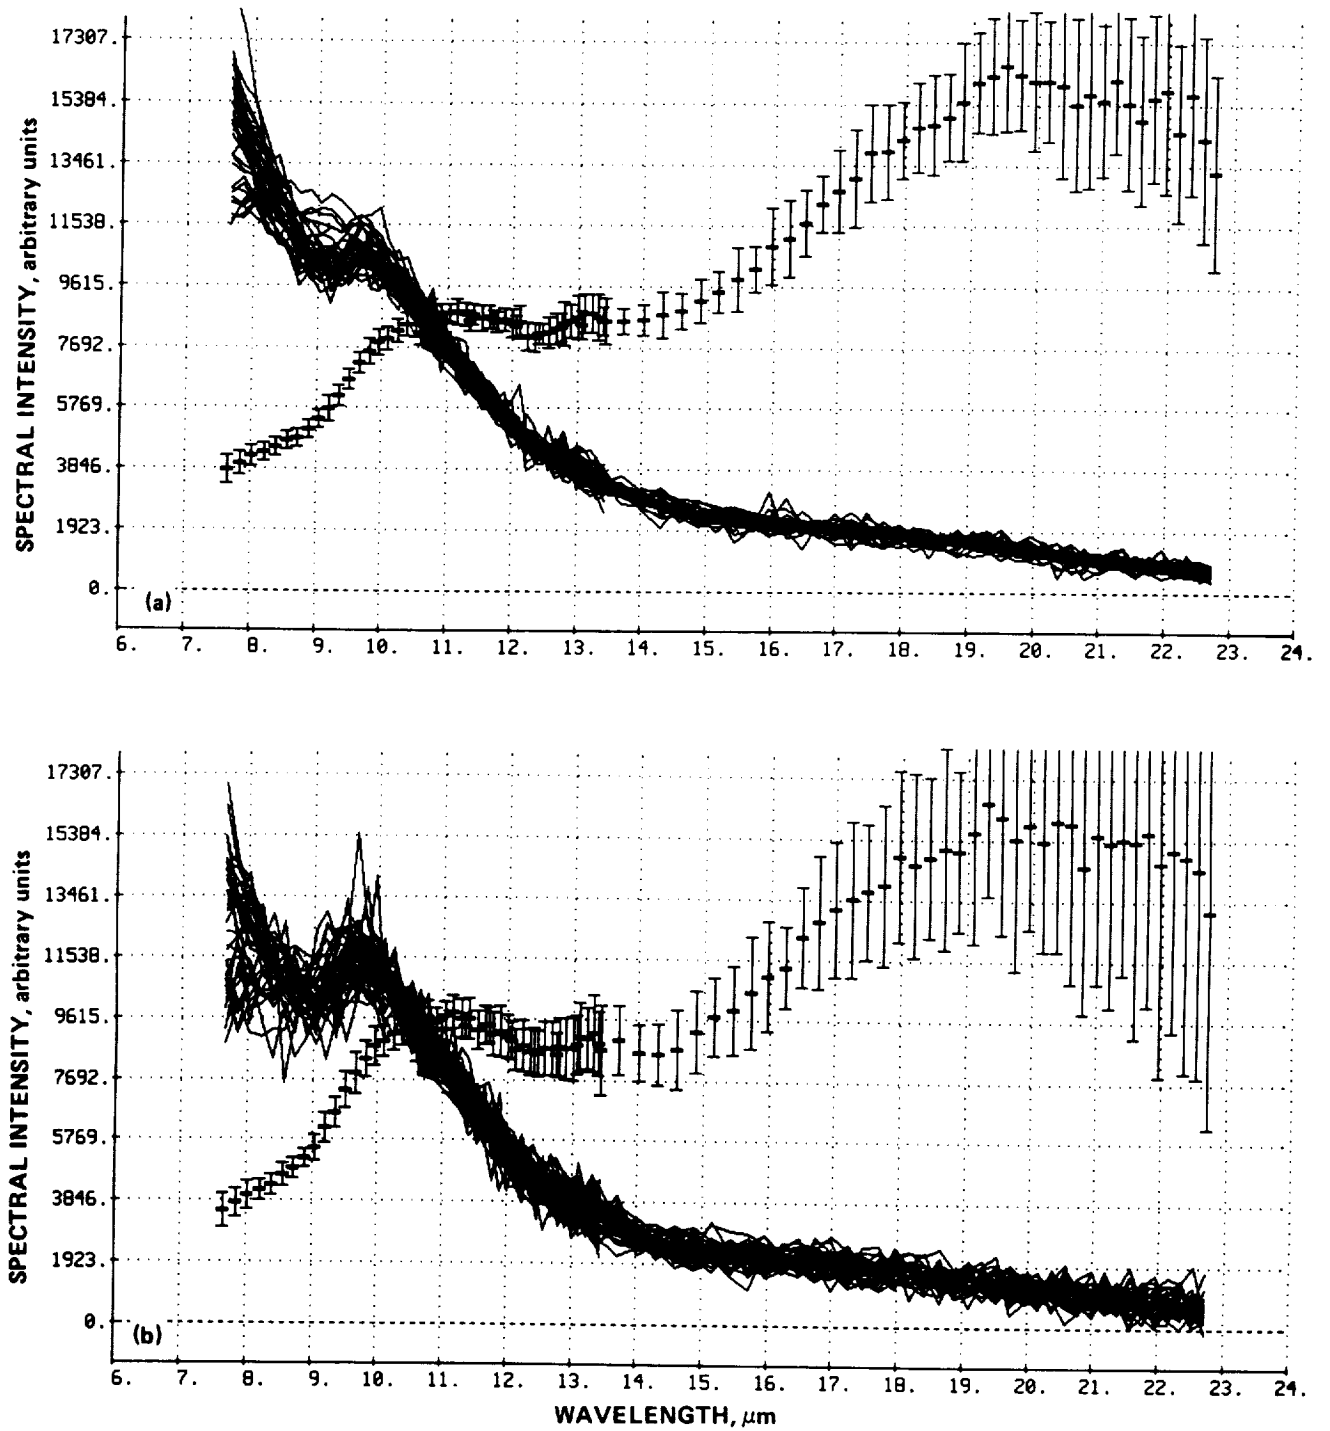 SPECTRAL INTENSITY, arbitrary units
17307.
15384.
13461.
11538.
9615.
7692.
5769.
3846.
1923.
0.
(a)
6. 7. 8. 9. 10. 11. 12. 13. 14. 15. 16. 17. 18. 19. 20. 21. 22. 23. 24.
SPECTRAL INTENSITY, arbitrary units
17307.
15384.
13461.
11538.
9615.
7692.
5769.
3846.
1923.
0.
(b)
6. 7. 8. 9. 10. 11. 12. 13. 14. 15. 16. 17. 18. 19. 20. 21. 22. 23. 24.
WAVELENGTH, μm